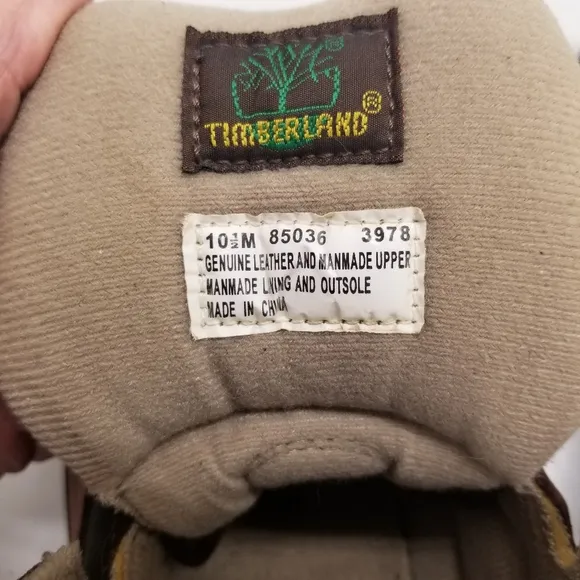 TIMBERLAND®
10½M 85036 3978
GENUINE LEATHER AND MANMADE UPPER
MANMADE LINING AND OUTSOLE
MADE IN CHINA